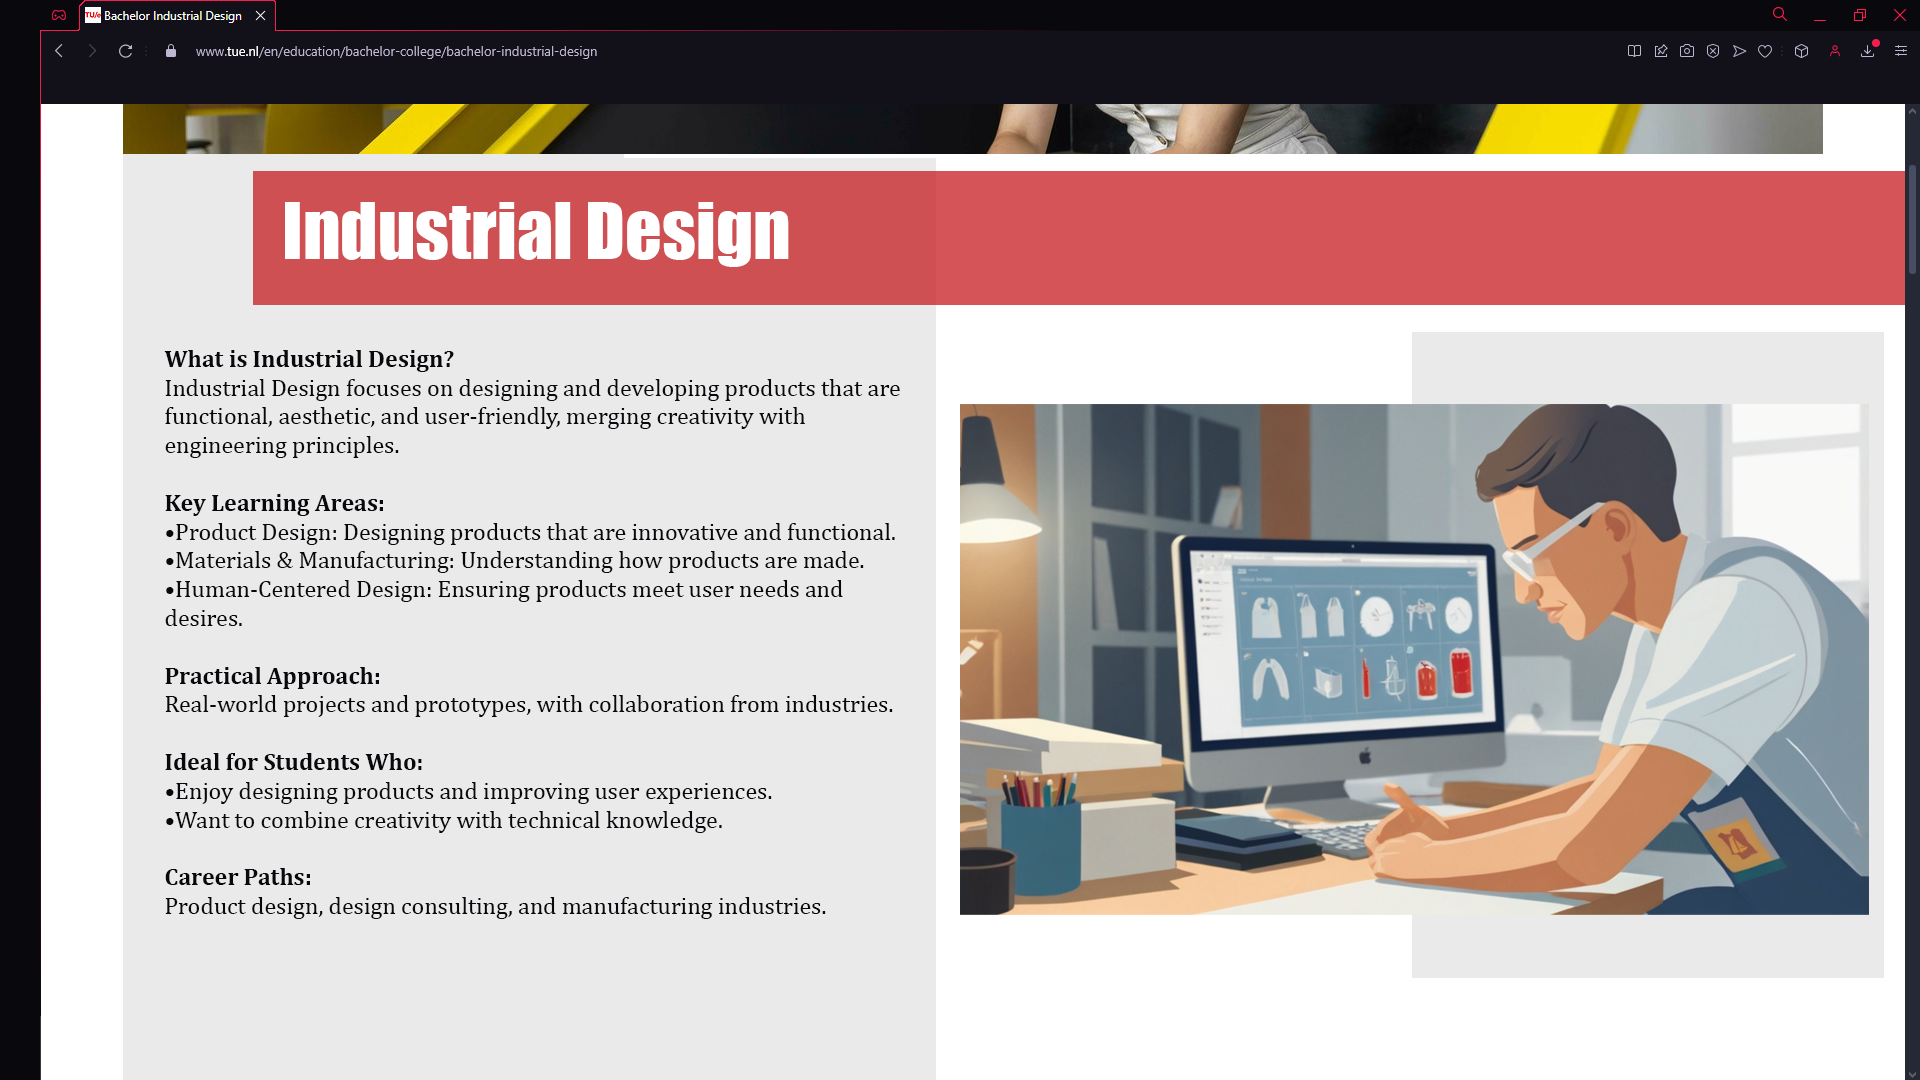 TU/e Bachelor Industrial Design
www.tue.nl/en/education/bachelor-college/bachelor-industrial-design
Industrial Design
What is Industrial Design?
Industrial Design focuses on designing and developing products that are
functional, aesthetic, and user-friendly, merging creativity with
engineering principles.
Key Learning Areas:
•Product Design: Designing products that are innovative and functional.
•Materials & Manufacturing: Understanding how products are made.
•Human-Centered Design: Ensuring products meet user needs and
desires.
Practical Approach:
Real-world projects and prototypes, with collaboration from industries.
Ideal for Students Who:
•Enjoy designing products and improving user experiences.
•Want to combine creativity with technical knowledge.
Career Paths:
Product design, design consulting, and manufacturing industries.